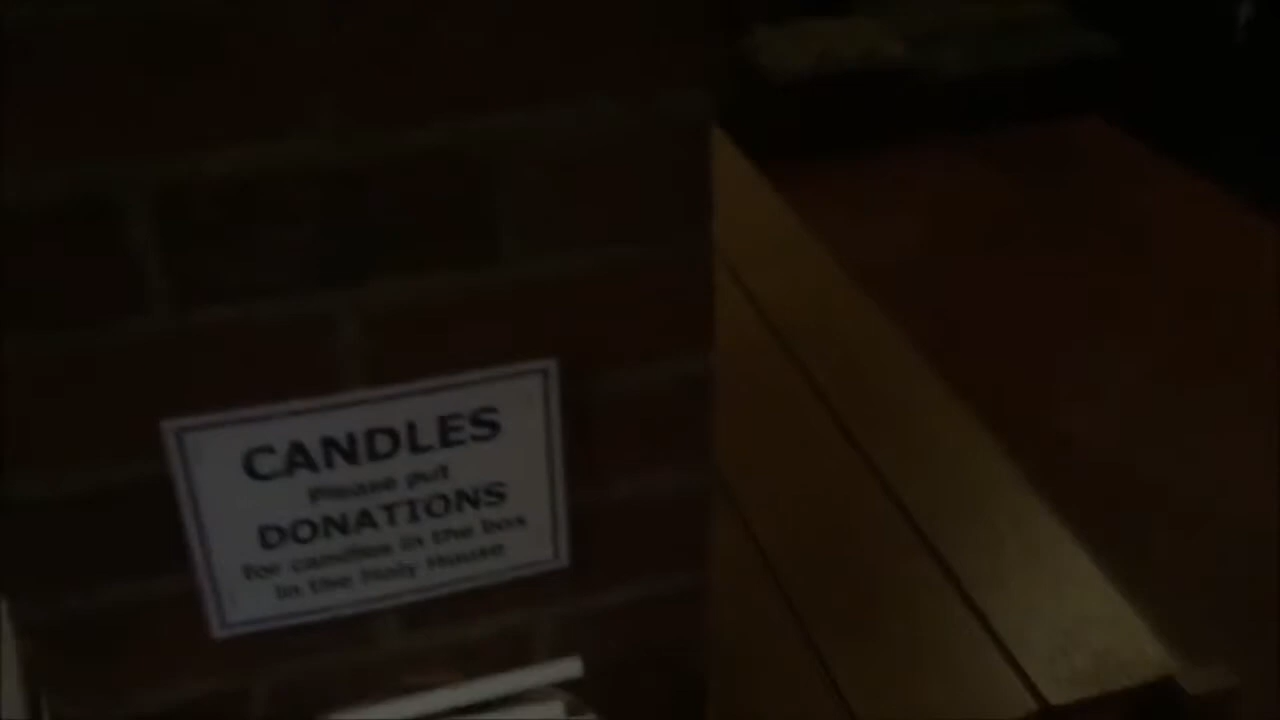 CANDLES
Please put
DONATIONS
for candles in the box
in the Holy House